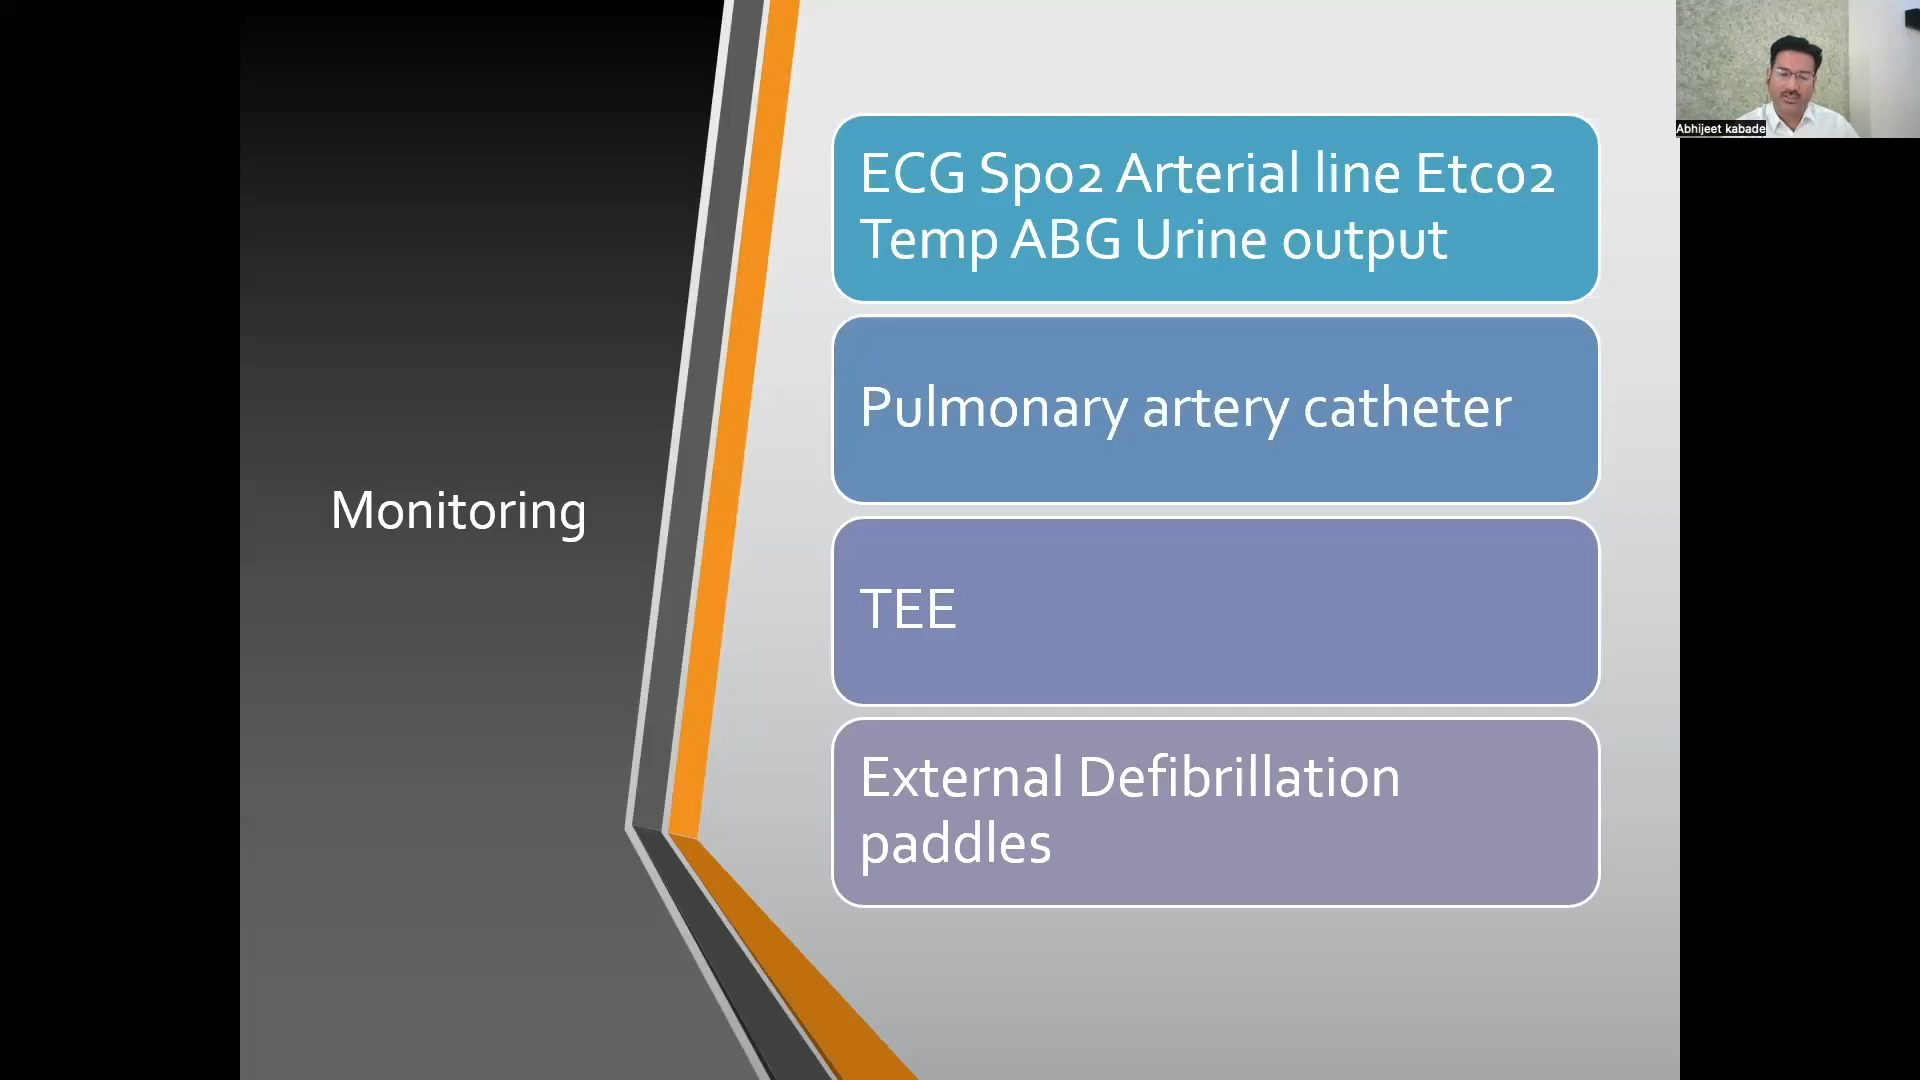 Monitoring
ECG Spo2 Arterial line Etco2
Temp ABG Urine output
Pulmonary artery catheter
TEE
External Defibrillation
paddles
Abhijeet kabade